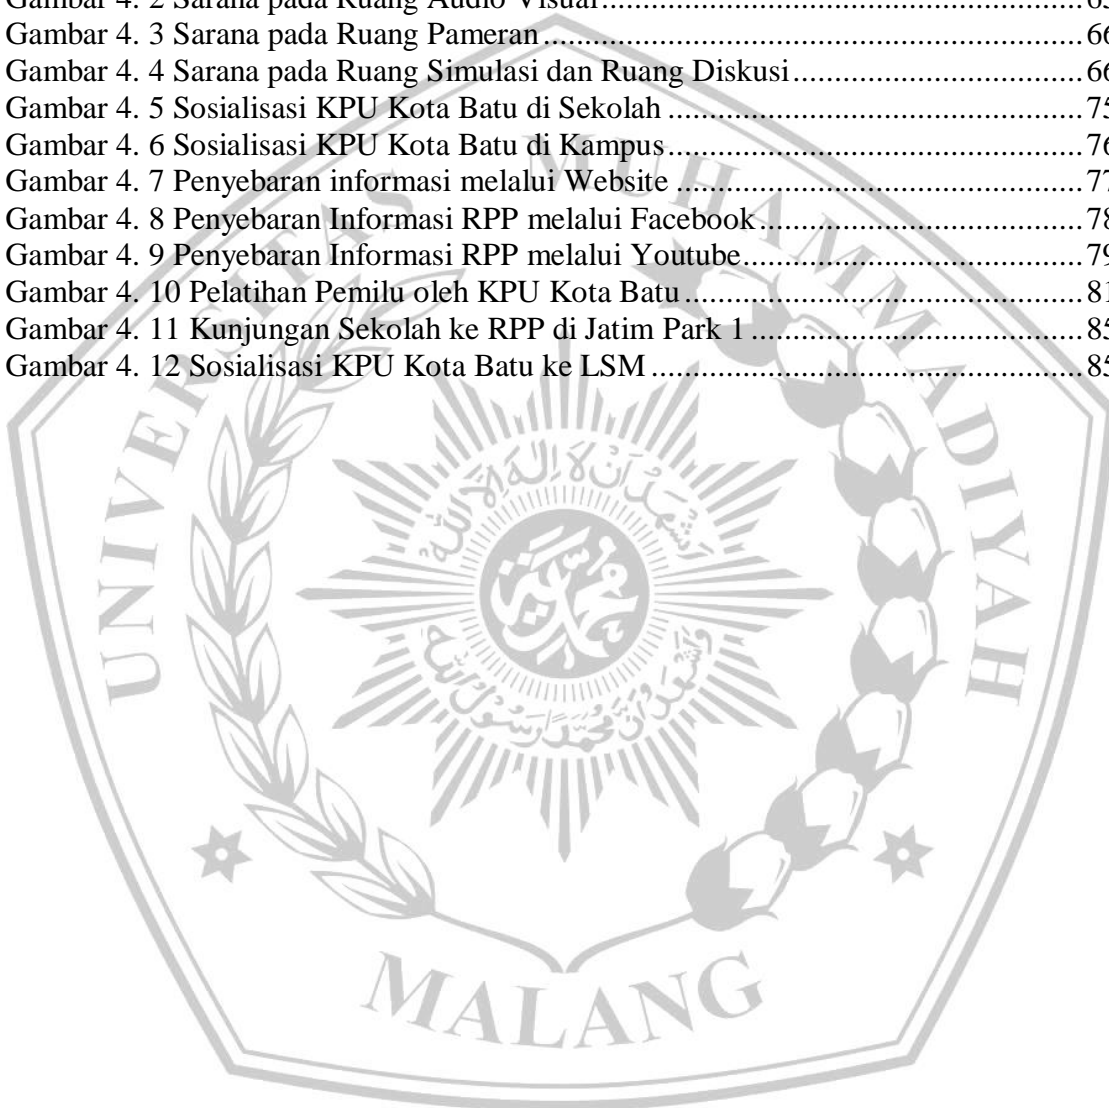 Gambar 4. 2 Sarana pada Ruang Audio Visual
Gambar 4. 3 Sarana pada Ruang Pameran.................................................................66
Gambar 4. 4 Sarana pada Ruang Simulasi dan Ruang Diskusi...................................66
Gambar 4. 5 Sosialisasi KPU Kota Batu di Sekolah ..................................................75
Gambar 4. 6 Sosialisasi KPU Kota Batu di Kampus..................................................76
Gambar 4. 7 Penyebaran informasi melalui Website .................................................77
Gambar 4. 8 Penyebaran Informasi RPP melalui Facebook.......................................78
Gambar 4. 9 Penyebaran Informasi RPP melalui Youtube.........................................79
Gambar 4. 10 Pelatihan Pemilu oleh KPU Kota Batu................................................81
Gambar 4. 11 Kunjungan Sekolah ke RPP di Jatim Park 1 ........................................85
Gambar 4. 12 Sosialisasi KPU Kota Batu ke LSM ....................................................85
UNIVERSITAS MUHAMMADIYAH
MALANG